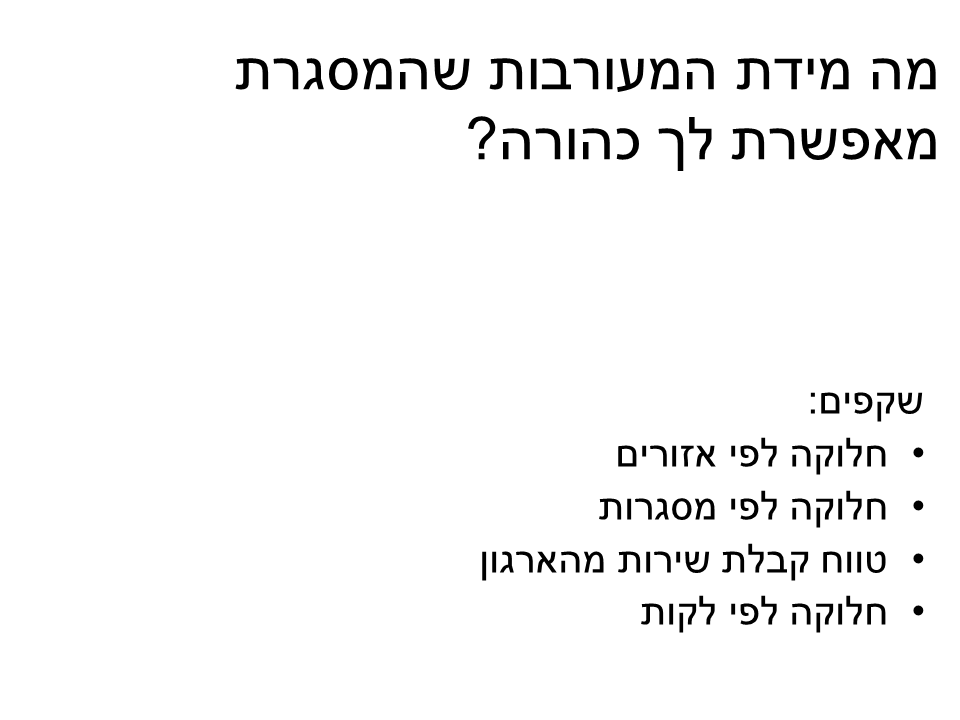 מה מידת המעורבות שהמסגרת
מאפשרת לך כהורה?
שקפים:
• חלוקה לפי אזורים
• חלוקה לפי מסגרות
• טווח קבלת שירות מהארגון
• חלוקה לפי לקות